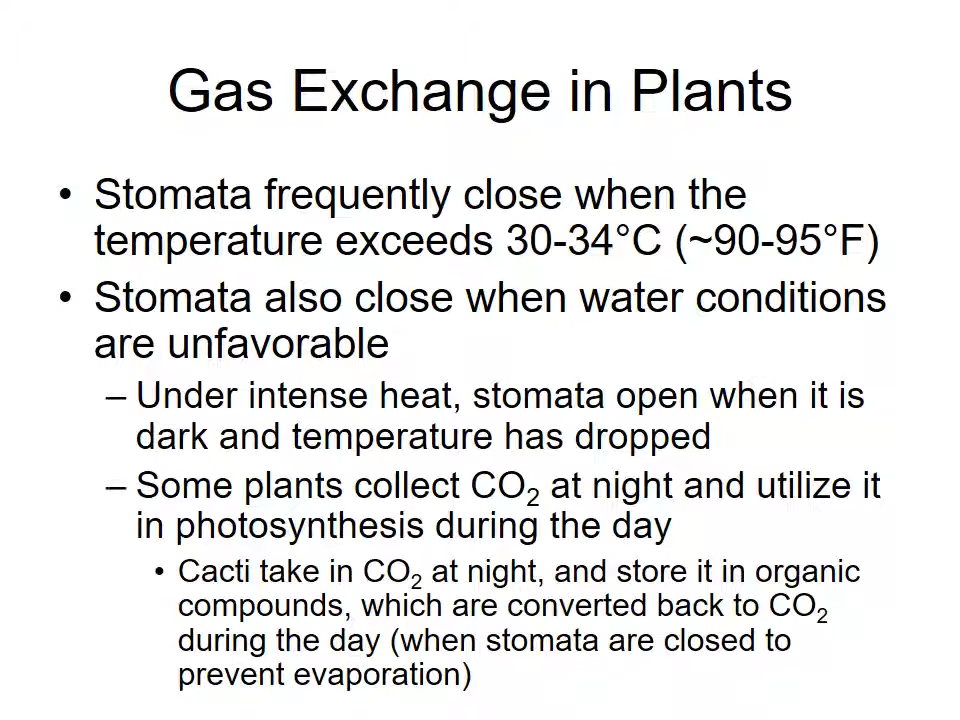 Gas Exchange in Plants
• Stomata frequently close when the
temperature exceeds 30-34°C (~90-95°F)
• Stomata also close when water conditions
are unfavorable
– Under intense heat, stomata open when it is
dark and temperature has dropped
– Some plants collect CO₂ at night and utilize it
in photosynthesis during the day
• Cacti take in CO₂ at night, and store it in organic
compounds, which are converted back to CO₂
during the day (when stomata are closed to
prevent evaporation)